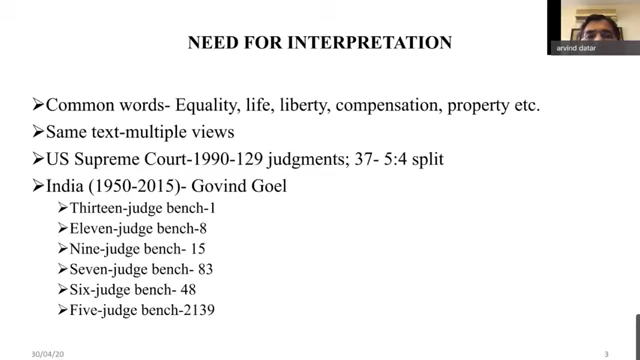 NEED FOR INTERPRETATION
arvind datar
➢Common words- Equality, life, liberty, compensation, property etc.
➢Same text-multiple views
➢US Supreme Court-1990-129 judgments; 37- 5:4 split
➢India (1950-2015)- Govind Goel
➢Thirteen-judge bench-1
➢Eleven-judge bench-8
➢Nine-judge bench- 15
➢Seven-judge bench- 83
➢Six-judge bench- 48
➢Five-judge bench-2139
30/04/20
3